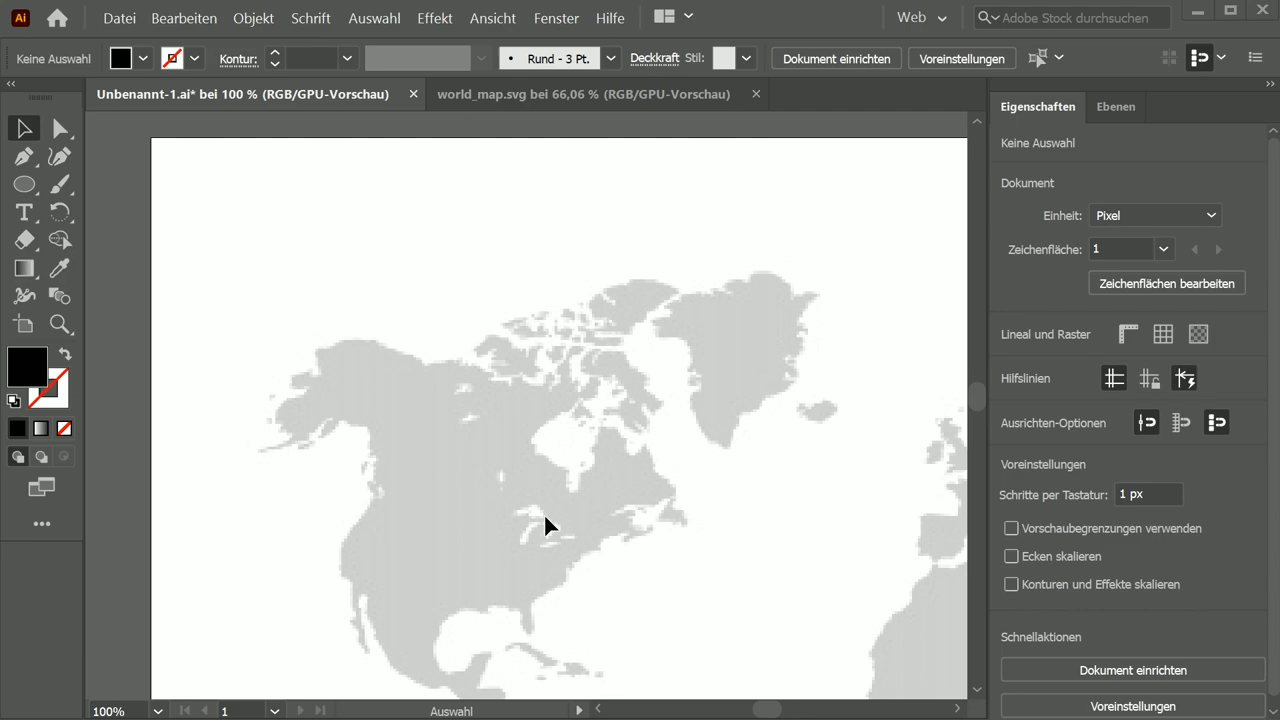 Ai Datei Bearbeiten Objekt Schrift Auswahl Effekt Ansicht Fenster Hilfe Web Adobe Stock durchsuchen
Keine Auswahl Kontur: Rund - 3 Pt. Deckkraft Stil: Dokument einrichten Voreinstellungen
Unbenannt-1.ai* bei 100 % (RGB/GPU-Vorschau) world_map.svg bei 66,06 % (RGB/GPU-Vorschau)
Eigenschaften Ebenen
Keine Auswahl
Dokument
Einheit: Pixel
Zeichenfläche: 1
Zeichenflächen bearbeiten
Lineal und Raster
Hilfslinien
Ausrichten-Optionen
Voreinstellungen
Schritte per Tastatur: 1 px
Vorschaubegrenzungen verwenden
Ecken skalieren
Konturen und Effekte skalieren
Schnellaktionen
Dokument einrichten
Voreinstellungen
100% 1 Auswahl